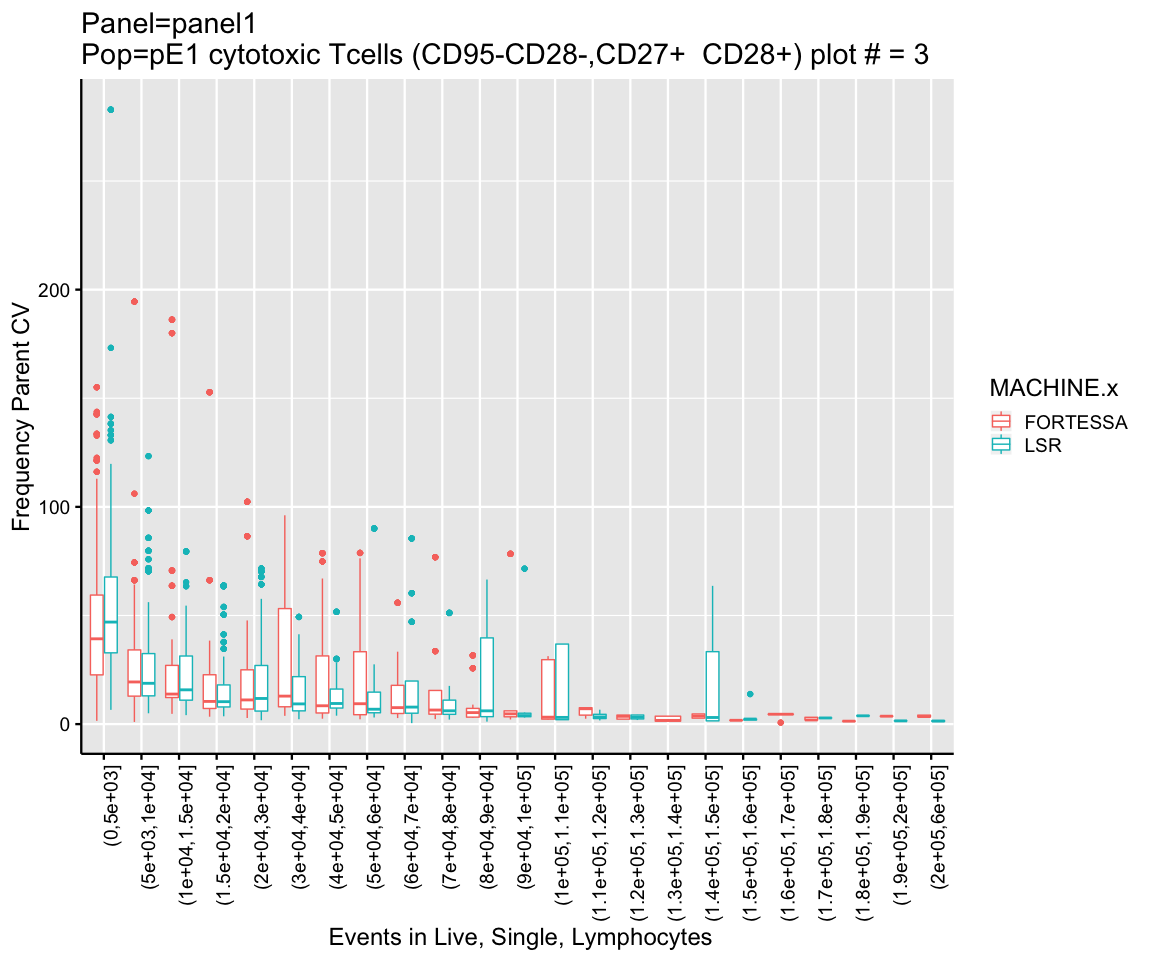 Panel=panel1
Pop=pE1 cytotoxic Tcells (CD95-CD28-,CD27+  CD28+) plot # = 3
Frequency Parent CV
200
100
0
MACHINE.x
FORTESSA
LSR
(0,5e+03]
(5e+03,1e+04]
(1e+04,1.5e+04]
(1.5e+04,2e+04]
(2e+04,3e+04]
(3e+04,4e+04]
(4e+04,5e+04]
(5e+04,6e+04]
(6e+04,7e+04]
(7e+04,8e+04]
(8e+04,9e+04]
(9e+04,1e+05]
(1e+05,1.1e+05]
(1.1e+05,1.2e+05]
(1.2e+05,1.3e+05]
(1.3e+05,1.4e+05]
(1.4e+05,1.5e+05]
(1.5e+05,1.6e+05]
(1.6e+05,1.7e+05]
(1.7e+05,1.8e+05]
(1.8e+05,1.9e+05]
(1.9e+05,2e+05]
(2e+05,6e+05]
Events in Live, Single, Lymphocytes